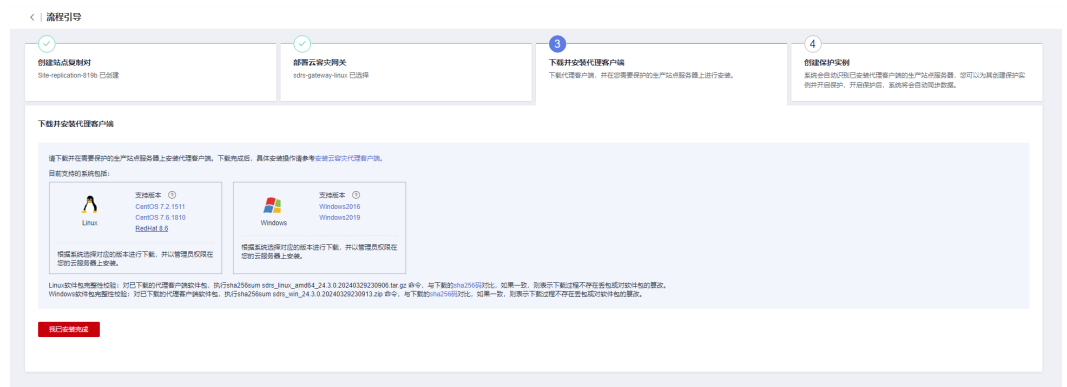 < | 流程引导
创建站点复制对
Site-replication-819b 已创建
部署云容灾网关
sdrs-gateway-linux 已选择
3
下载并安装代理客户端
下载代理客户端，并在您需要保护的生产站点服务器上进行安装。
4
创建保护实例
系统会自动识别已安装代理客户端的生产站点服务器，您可以为其创建保护实
例并开启保护，开启保护后，系统将会自动同步数据。
下载并安装代理客户端
请下载并在需要保护的生产站点服务器上安装代理客户端。下载完成后，具体安装操作请参考安装云容灾代理客户端。
目前支持的系统包括：
Linux
支持版本 ?
CentOS 7.2.1511
CentOS 7.6.1810
RedHat 8.6
根据系统选择对应的版本进行下载，并以管理员权限在
您的云服务器上安装。
Windows
支持版本 ?
Windows2016
Windows2019
根据系统选择对应的版本进行下载，并以管理员权限在
您的云服务器上安装。
Linux软件包完整性校验：对已下载的代理客户端软件包，执行sha256sum sdrs_linux_amd64_24.3.0.20240329230906.tar.gz 命令，与下载的sha256码对比，如果一致，则表示下载过程不存在丢包或对软件包的篡改。
Windows软件包完整性校验：对已下载的代理客户端软件包，执行sha256sum sdrs_win_24.3.0.20240329230913.zip 命令，与下载的sha256码对比，如果一致，则表示下载过程不存在丢包或对软件包的篡改。
我已安装完成